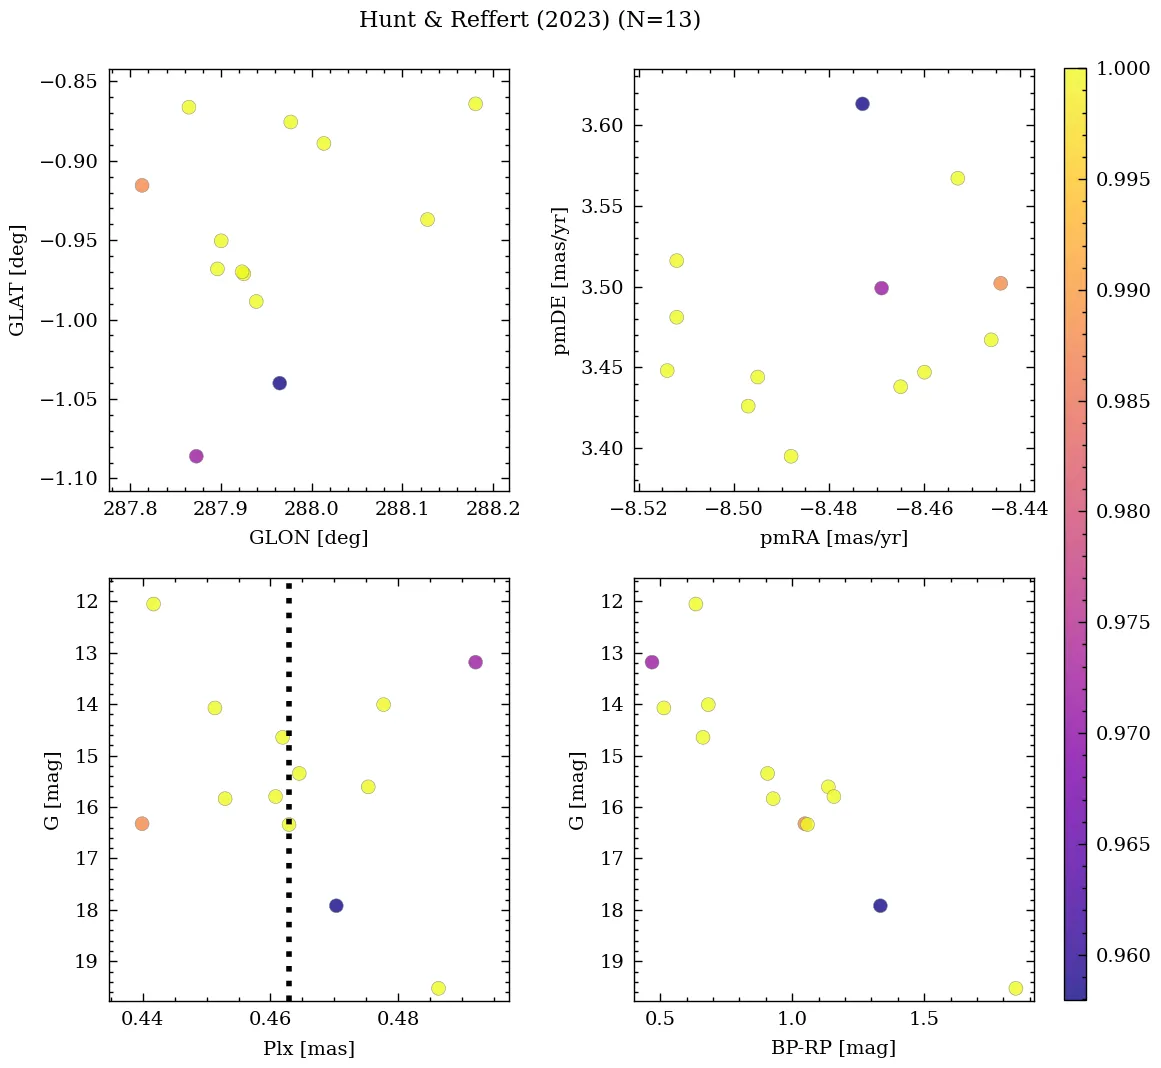 Hunt & Reffert (2023) (N=13)
−0.85
−0.90
−0.95
−1.00
−1.05
−1.10
GLAT [deg]
287.8 287.9 288.0 288.1 288.2
GLON [deg]
3.60
3.55
3.50
3.45
3.40
pmDE [mas/yr]
−8.52 −8.50 −8.48 −8.46 −8.44
pmRA [mas/yr]
12
13
14
15
16
17
18
19
G [mag]
0.44 0.46 0.48
Plx [mas]
12
13
14
15
16
17
18
19
G [mag]
0.5 1.0 1.5
BP-RP [mag]
1.000
0.995
0.990
0.985
0.980
0.975
0.970
0.965
0.960